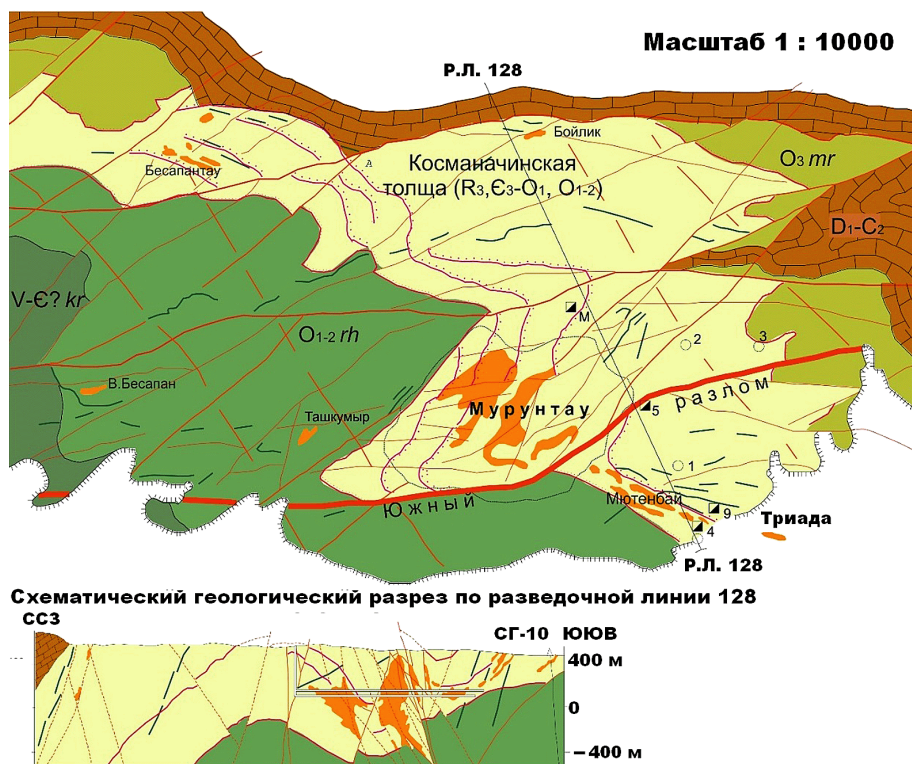 Масштаб 1 : 10000
Р.Л. 128
Бойлик
А
Бесапантау
Косманачинская
толща (R3,Є3-O1, O1-2)
O3 mr
D1-C2
V-Є? kr
O1-2 rh
М
2
3
В.Бесапан
Ташкумыр
Мурунтау
5
разлом
1
Южный
Мютенбай
9
4
Триада
Р.Л. 128
Схематический геологический разрез по разведочной линии 128
ССЗ
СГ-10 ЮЮВ
400 м
0
−400 м